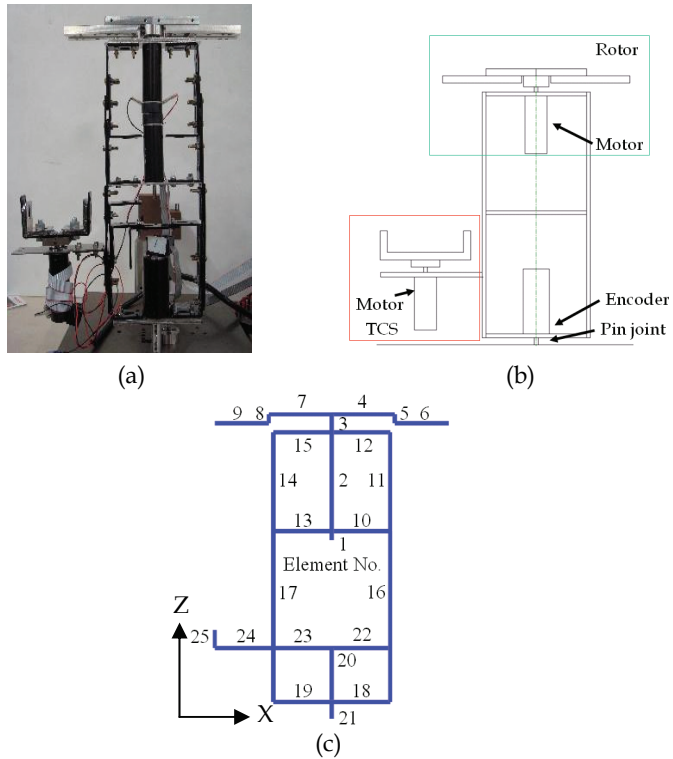 Rotor
Motor
Motor
TCS
Encoder
Pin joint
(a)
(b)
9 8 7 4 5 6
3
15 12
14 2 11
13 10
1
Element No.
17 16
Z
25 24 23 22
20
19 18
X 21
(c)